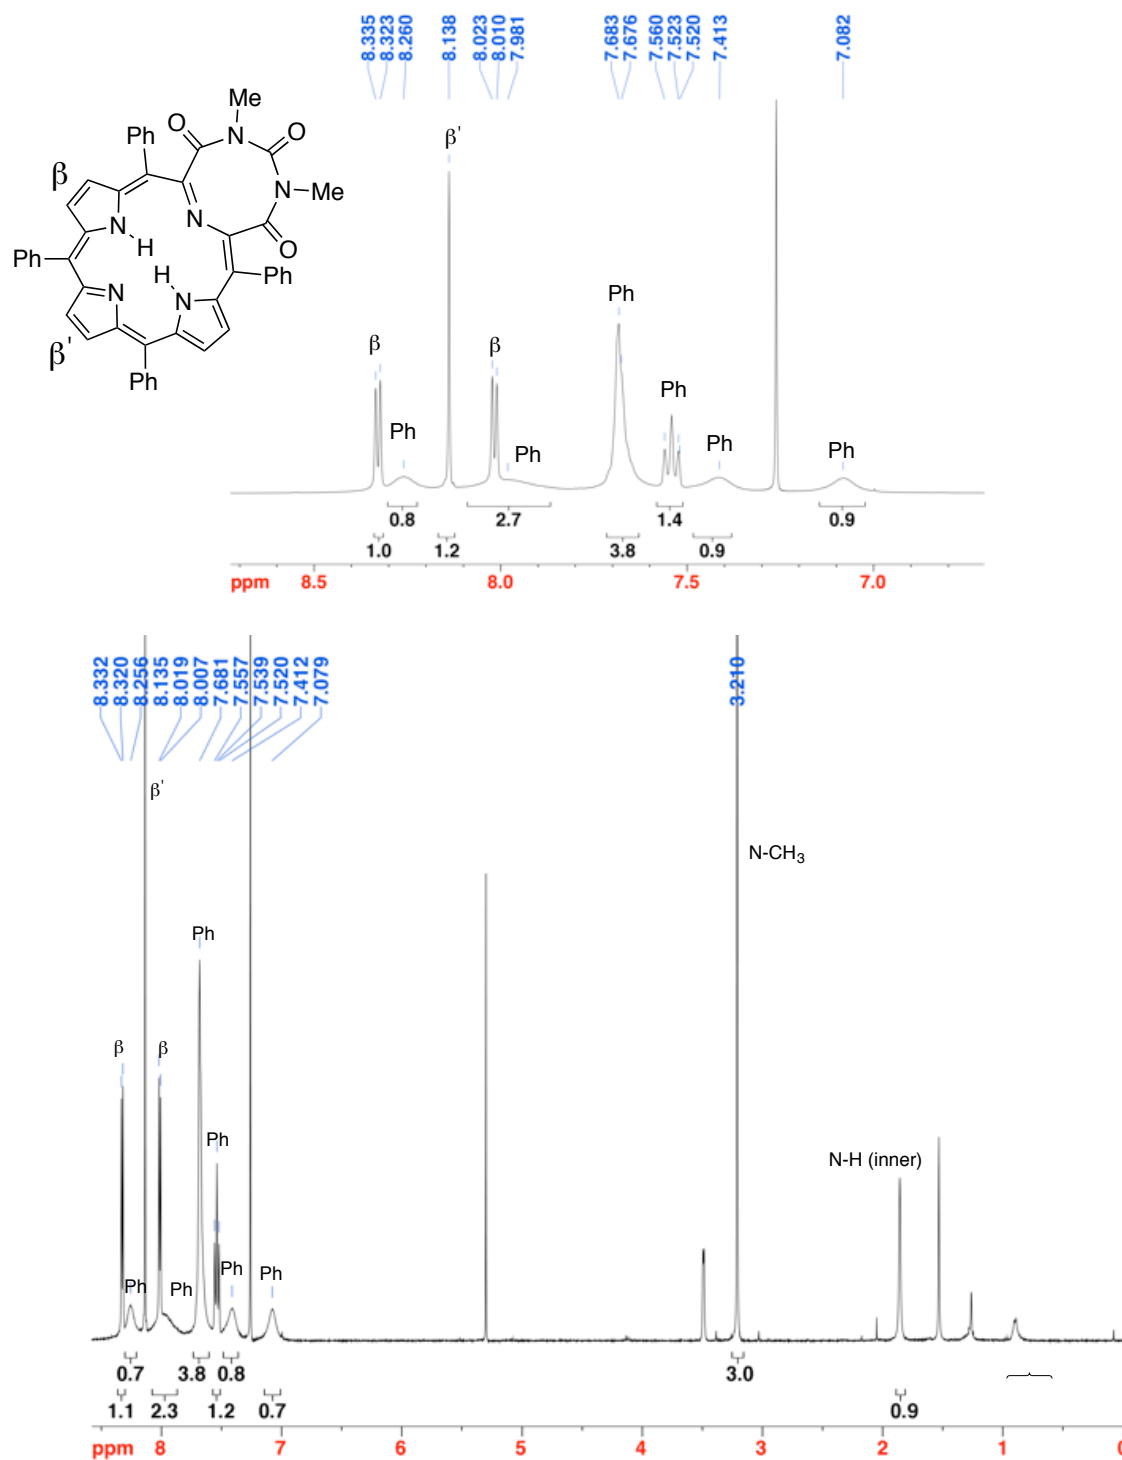 8.335
8.323
8.260
8.138
8.023
8.010
7.981
7.683
7.676
7.560
7.523
7.520
7.413
7.082
Me
O
N
O
Ph
β
N
Me
N
N
H
O
Ph
H
Ph
N
N
β'
Ph
β'
Ph
β
β
Ph
Ph
Ph
Ph
Ph
0.8
2.7
1.4
0.9
1.0
1.2
3.8
0.9
ppm
8.5
8.0
7.5
7.0
8.332
8.320
8.256
8.135
8.019
8.007
7.681
7.557
7.539
7.520
7.412
7.079
3.210
β'
N-CH3
Ph
β
β
Ph
N-H (inner)
Ph
Ph
Ph
Ph
0.7
3.8
0.8
3.0
1.1
2.3
1.2
0.7
0.9
ppm
8
7
6
5
4
3
2
1